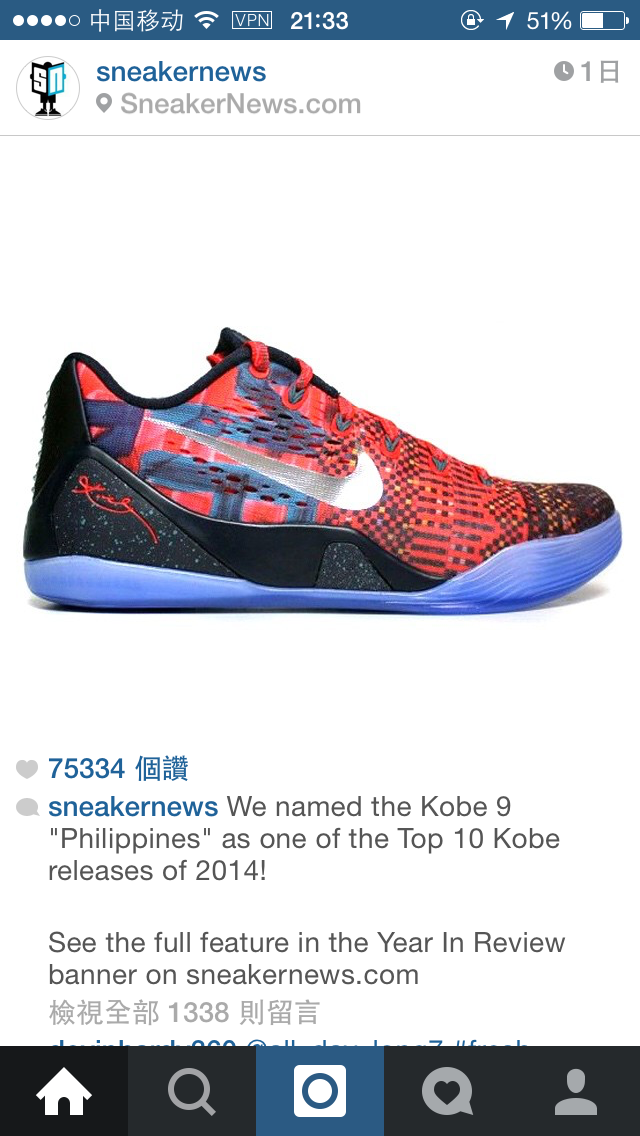 中国移动 VPN 21:33 51%
SN
sneakernews 1日
SneakerNews.com
75334 個讚
sneakernews We named the Kobe 9
"Philippines" as one of the Top 10 Kobe
releases of 2014!
See the full feature in the Year In Review
banner on sneakernews.com
檢視全部 1338 則留言